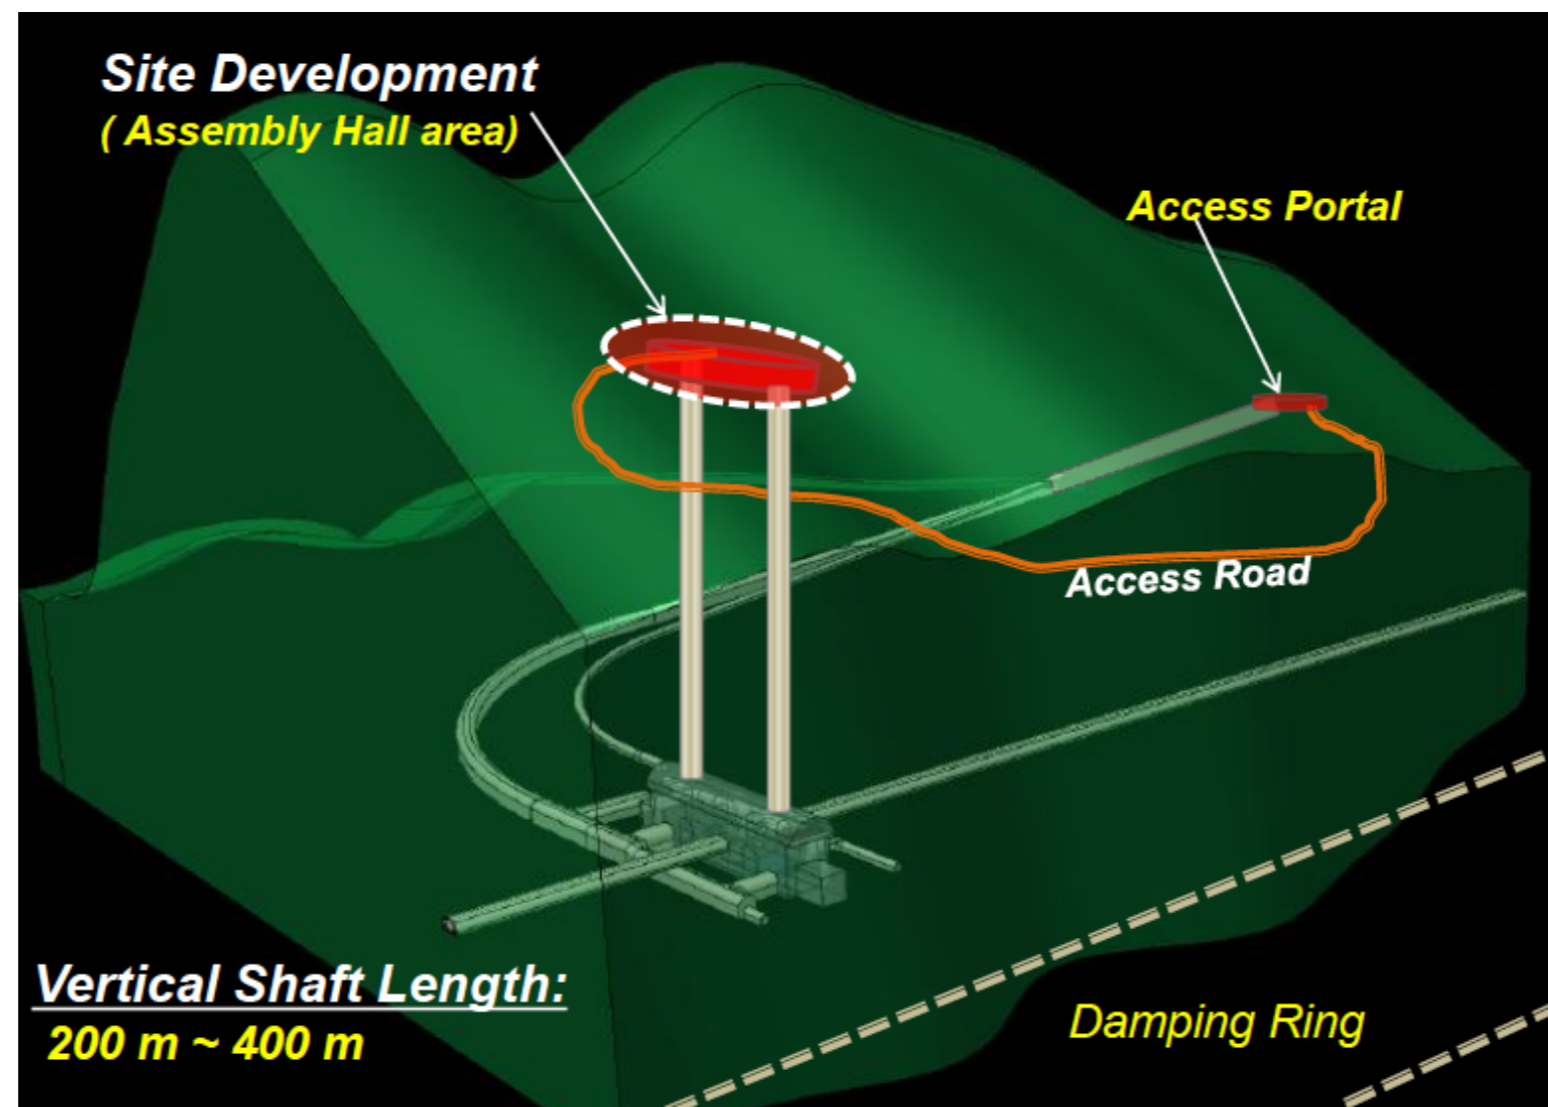 Site Development
( Assembly Hall area)
Access Portal
Access Road
Vertical Shaft Length:
200 m ~ 400 m
Damping Ring